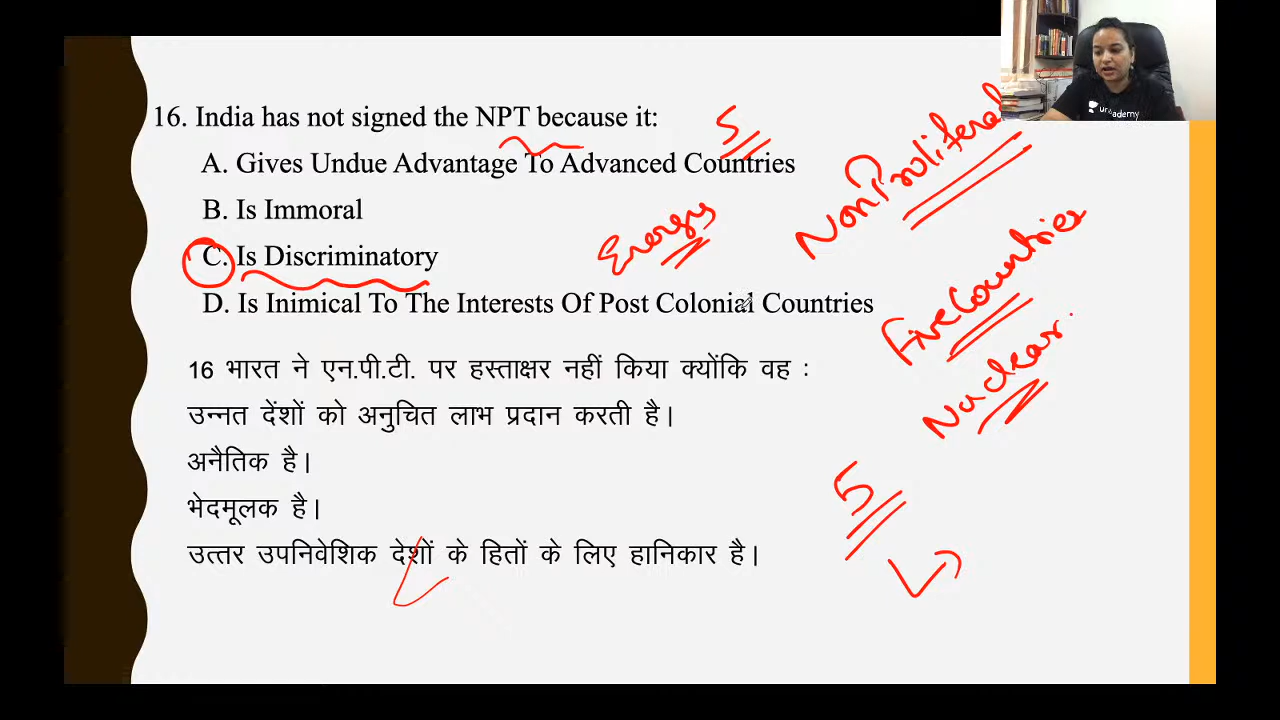 16. India has not signed the NPT because it:
A. Gives Undue Advantage To Advanced Countries
B. Is Immoral
C. Is Discriminatory
D. Is Inimical To The Interests Of Post Colonial Countries
16 भारत ने एन.पी.टी. पर हस्ताक्षर नहीं किया क्योंकि वह :
उन्नत देंशों को अनुचित लाभ प्रदान करती है।
अनैतिक है।
भेदमूलक है।
उत्तर उपनिवेशिक देशों के हितों के लिए हानिकार है।
5
Energy
Non Proliferal
Five Countries
Nuclear
5